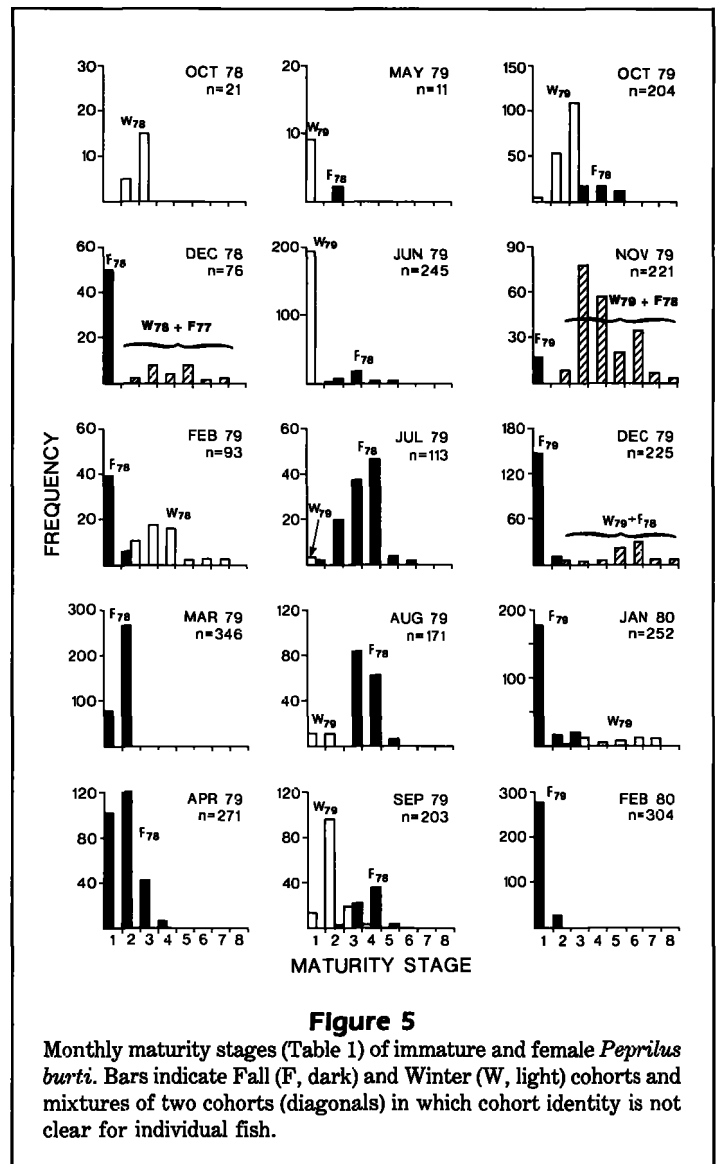 FREQUENCY
OCT 78
n=21
30
20
10
W78
DEC 78
n=76
60
40
20
F78
W78 + F77
FEB 79
n=93
60
40
20
F78
W78
MAR 79
n=346
300
200
100
F78
APR 79
n=271
120
80
40
F78
1 2 3 4 5 6 7 8
MAY 79
n=11
20
10
W79
F78
JUN 79
n=245
200
100
W79
F78
JUL 79
n=113
60
40
20
W79
F78
AUG 79
n=171
120
80
40
W79
F78
SEP 79
n=203
120
80
40
W79
F78
1 2 3 4 5 6 7 8
OCT 79
n=204
150
100
50
W79
F78
NOV 79
n=221
90
60
30
F79
W79 + F78
DEC 79
n=225
180
120
60
F79
W79+F78
JAN 80
n=252
200
100
F79
W79
FEB 80
n=304
300
200
100
F79
1 2 3 4 5 6 7 8
MATURITY STAGE
Figure 5
Monthly maturity stages (Table 1) of immature and female Peprilus
burti. Bars indicate Fall (F, dark) and Winter (W, light) cohorts and
mixtures of two cohorts (diagonals) in which cohort identity is not
clear for individual fish.